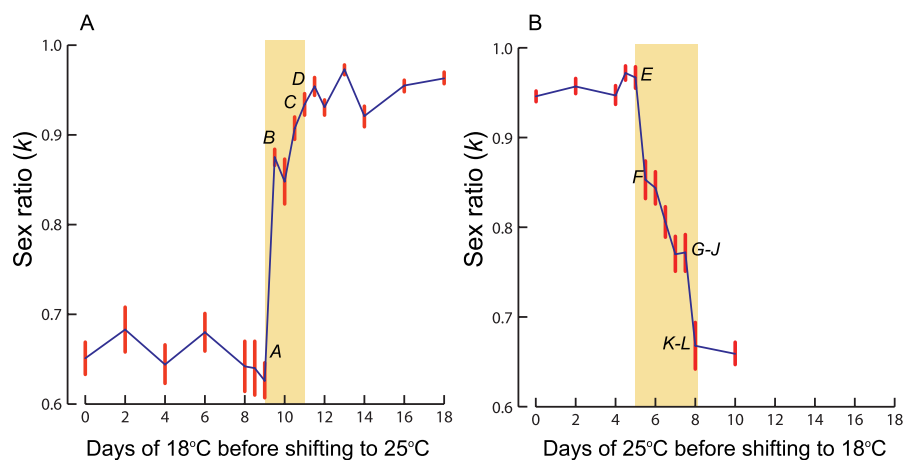 A
1.0
0.9
0.8
0.7
0.6
Sex ratio (k)
A
B
C
D
0 2 4 6 8 10 12 14 16 18
Days of 18°C before shifting to 25°C
B
1.0
0.9
0.8
0.7
0.6
Sex ratio (k)
E
F
G-J
K-L
0 2 4 6 8 10 12 14 16 18
Days of 25°C before shifting to 18°C